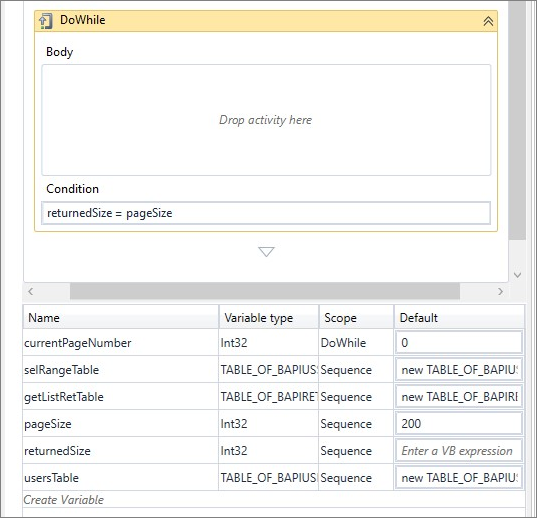 DoWhile
Body
Drop activity here
Condition
returnedSize = pageSize
Name Variable type Scope Default
currentPageNumber Int32 DoWhile 0
selRangeTable TABLE_OF_BAPIUS Sequence new TABLE_OF_BAPIUS
getListRetTable TABLE_OF_BAPIRET Sequence new TABLE_OF_BAPIRE
pageSize Int32 Sequence 200
returnedSize Int32 Sequence Enter a VB expression
usersTable TABLE_OF_BAPIUS Sequence new TABLE_OF_BAPIUS
Create Variable